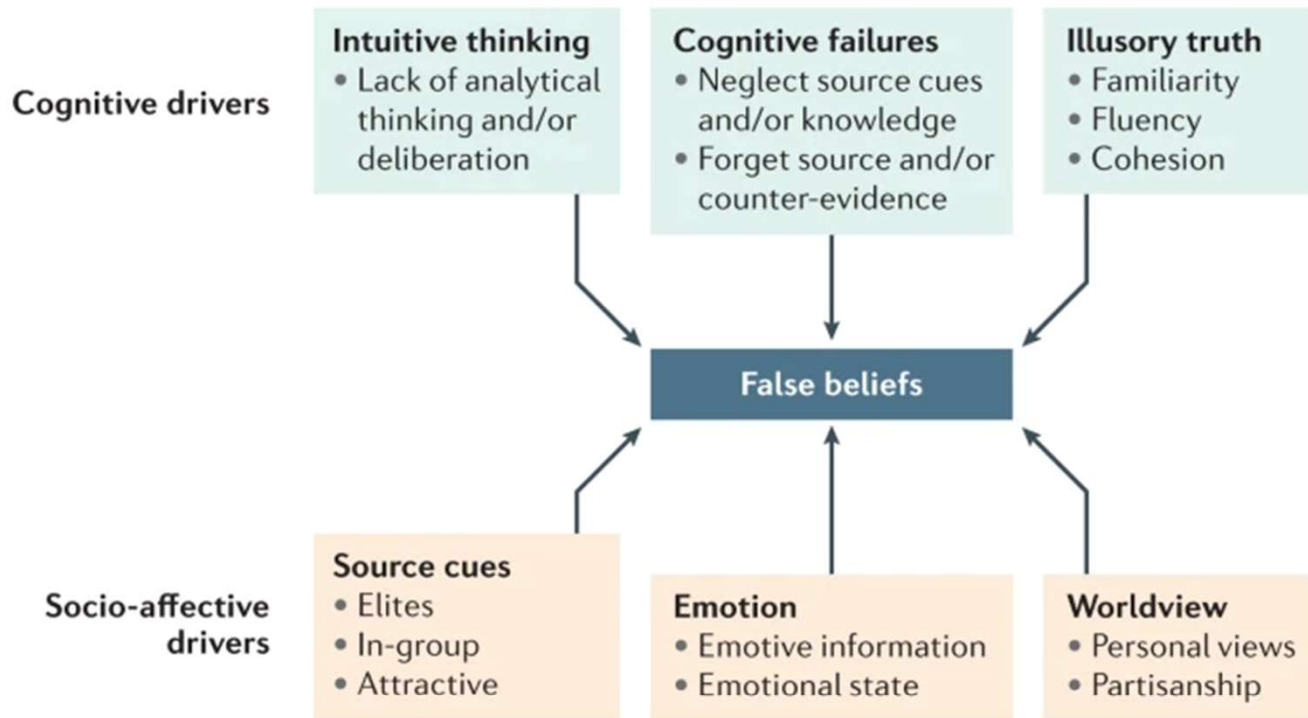 Cognitive drivers
Intuitive thinking
• Lack of analytical
thinking and/or
deliberation
Cognitive failures
• Neglect source cues
and/or knowledge
• Forget source and/or
counter-evidence
Illusory truth
• Familiarity
• Fluency
• Cohesion
False beliefs
Socio-affective
drivers
Source cues
• Elites
• In-group
• Attractive
Emotion
• Emotive information
• Emotional state
Worldview
• Personal views
• Partisanship